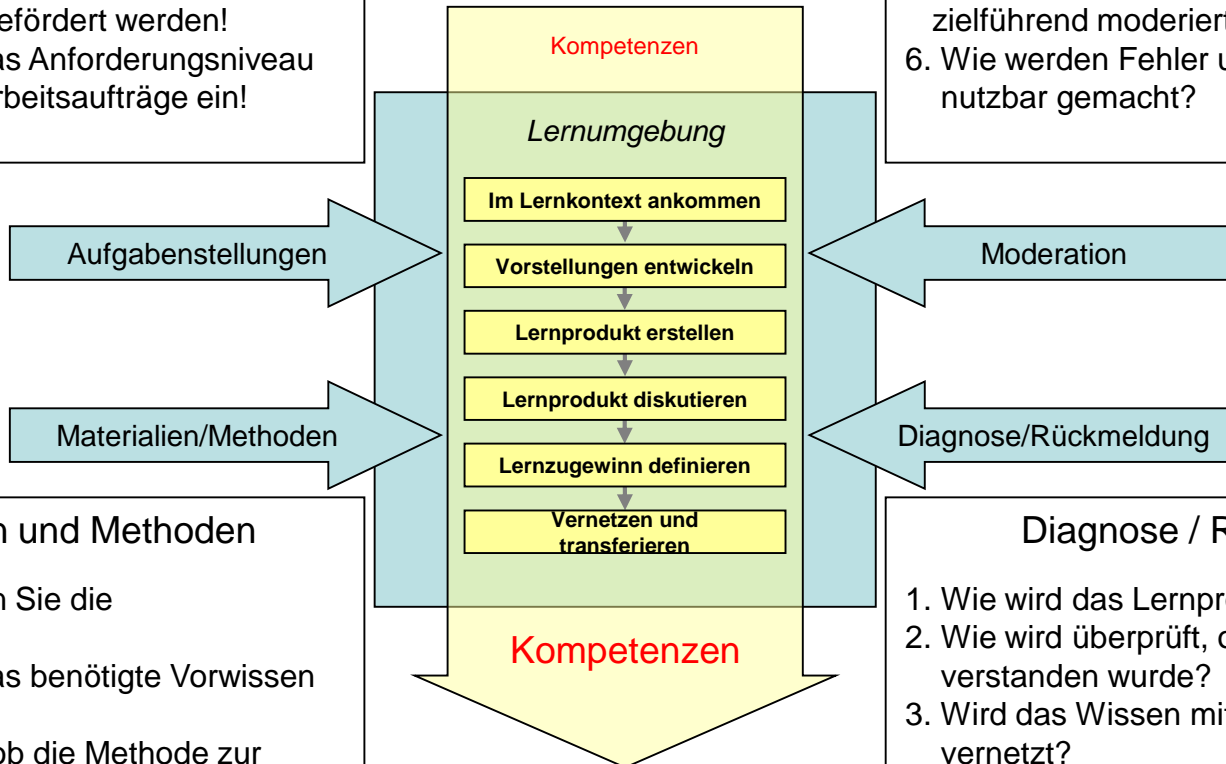 efördert werden!
as Anforderungsniveau
rbeitsaufträge ein!
Kompetenzen
zielführend moderiert
6. Wie werden Fehler u
nutzbar gemacht?
Lernumgebung
Im Lernkontext ankommen
Vorstellungen entwickeln
Lernprodukt erstellen
Lernprodukt diskutieren
Lernzugewinn definieren
Vernetzen und
transferieren
Aufgabenstellungen
Moderation
Materialien/Methoden
Diagnose/Rückmeldung
Kompetenzen
n und Methoden
n Sie die
as benötigte Vorwissen
ob die Methode zur
Diagnose / R
1. Wie wird das Lernpro
2. Wie wird überprüft, o
verstanden wurde?
3. Wird das Wissen mit
vernetzt?